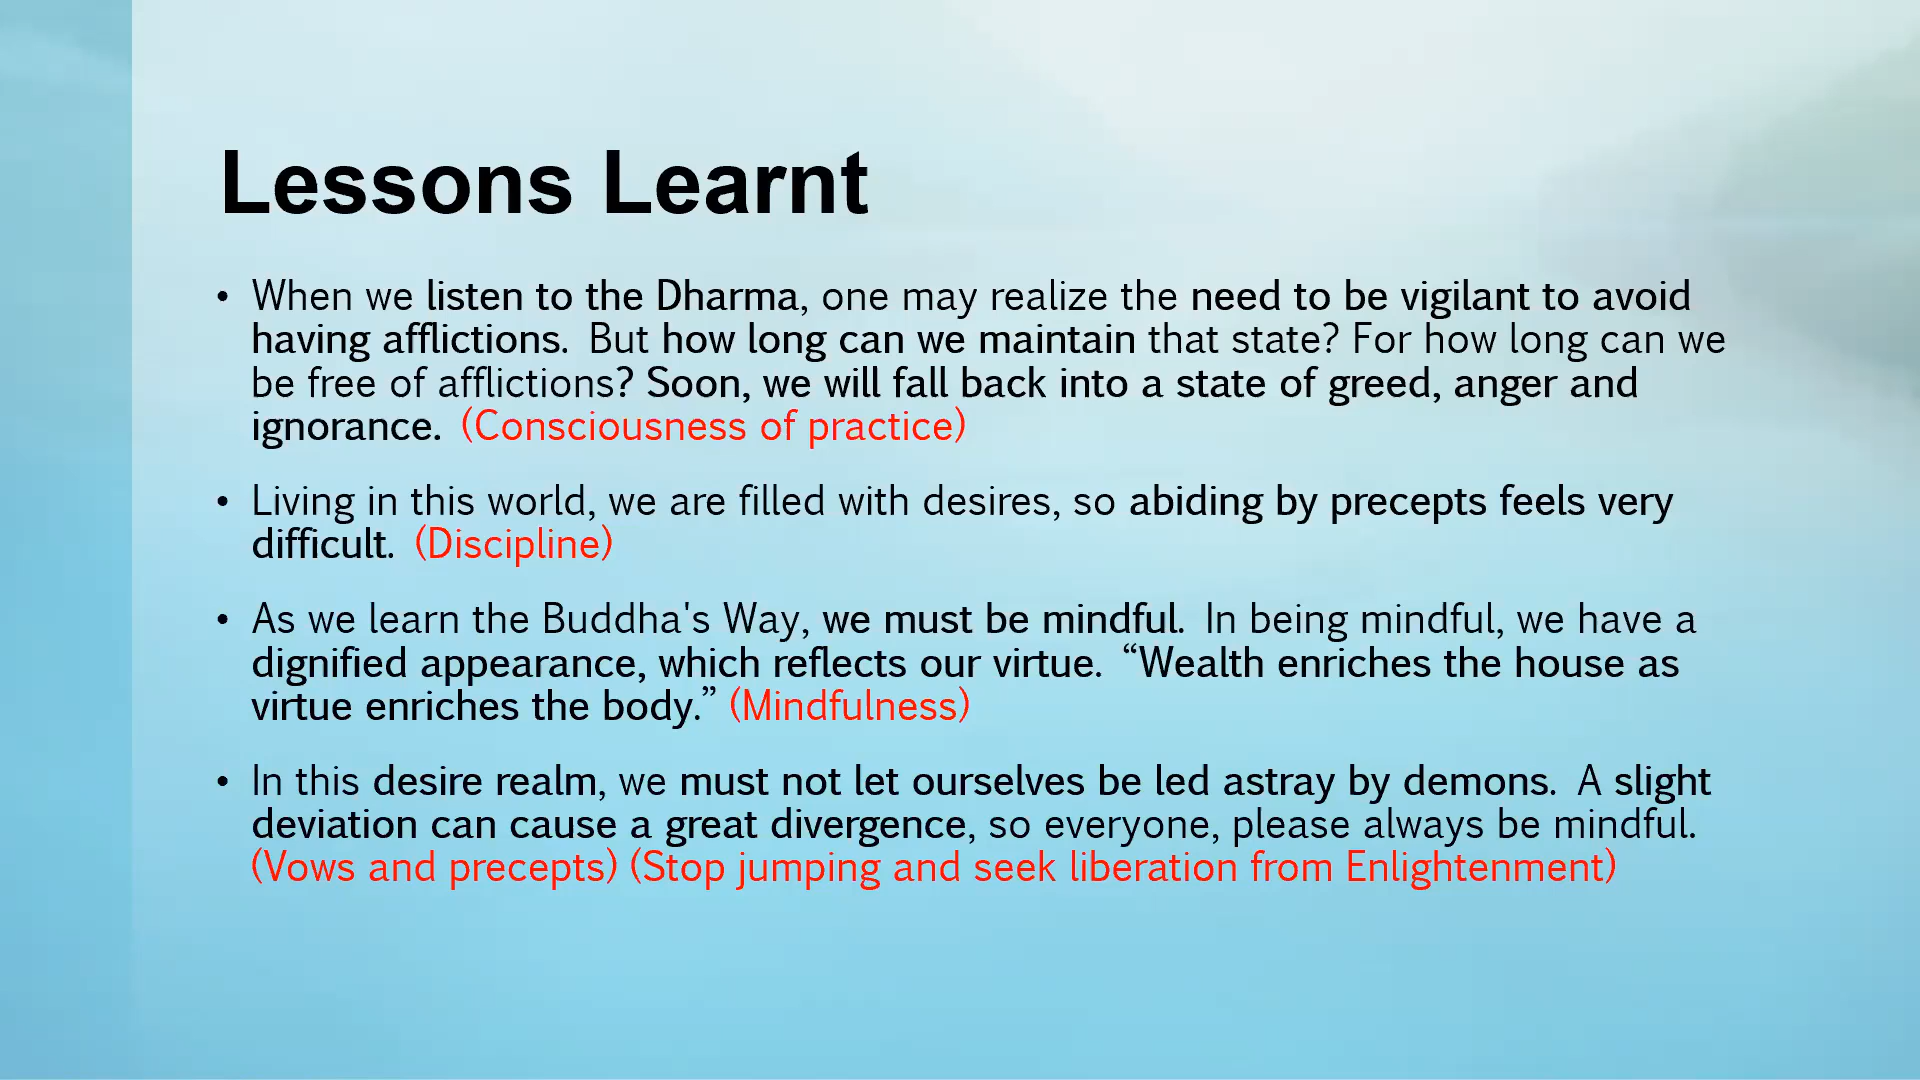 Lessons Learnt
• When we listen to the Dharma, one may realize the need to be vigilant to avoid
having afflictions. But how long can we maintain that state? For how long can we
be free of afflictions? Soon, we will fall back into a state of greed, anger and
ignorance. (Consciousness of practice)
• Living in this world, we are filled with desires, so abiding by precepts feels very
difficult. (Discipline)
• As we learn the Buddha's Way, we must be mindful. In being mindful, we have a
dignified appearance, which reflects our virtue. “Wealth enriches the house as
virtue enriches the body.” (Mindfulness)
• In this desire realm, we must not let ourselves be led astray by demons. A slight
deviation can cause a great divergence, so everyone, please always be mindful.
(Vows and precepts) (Stop jumping and seek liberation from Enlightenment)